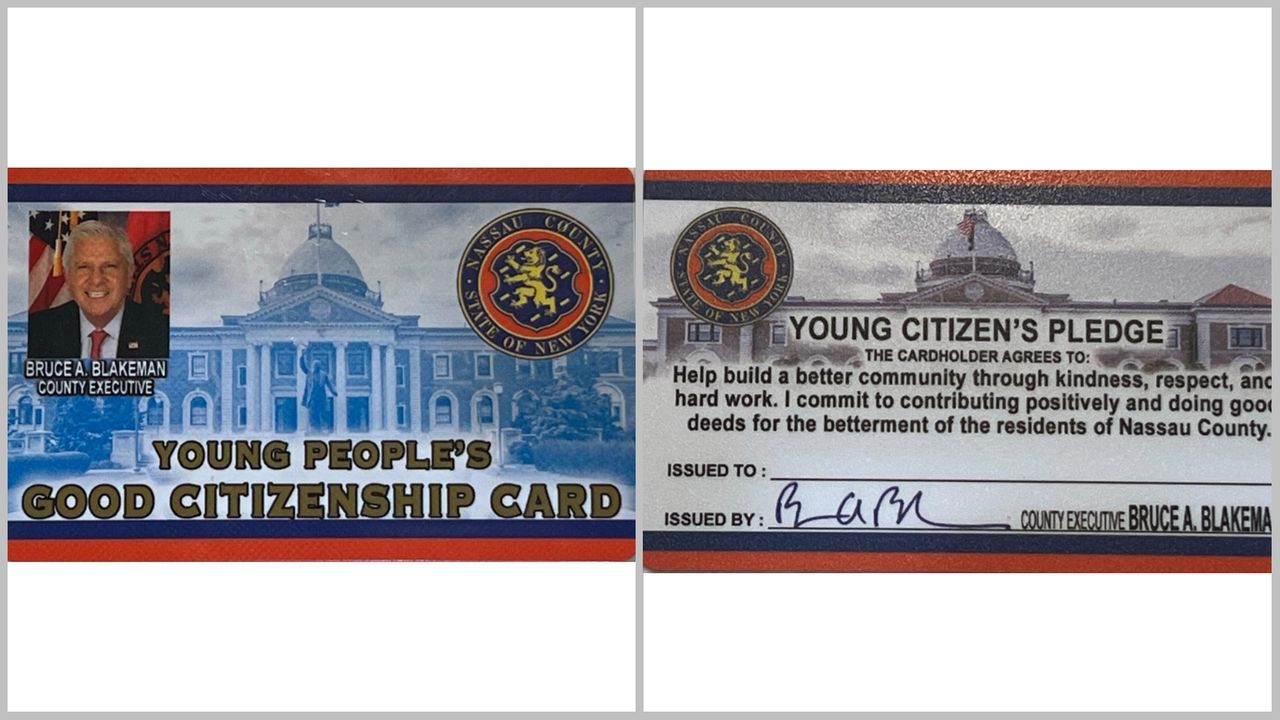 BRUCE A. BLAKEMAN
COUNTY EXECUTIVE
NASSAU COUNTY
STATE OF NEW YORK
YOUNG PEOPLE'S
GOOD CITIZENSHIP CARD
NASSAU COUNTY
STATE OF NEW YORK
YOUNG CITIZEN'S PLEDGE
THE CARDHOLDER AGREES TO:
Help build a better community through kindness, respect, and
hard work. I commit to contributing positively and doing good
deeds for the betterment of the residents of Nassau County.
ISSUED TO :
ISSUED BY : COUNTY EXECUTIVE BRUCE A. BLAKEMA